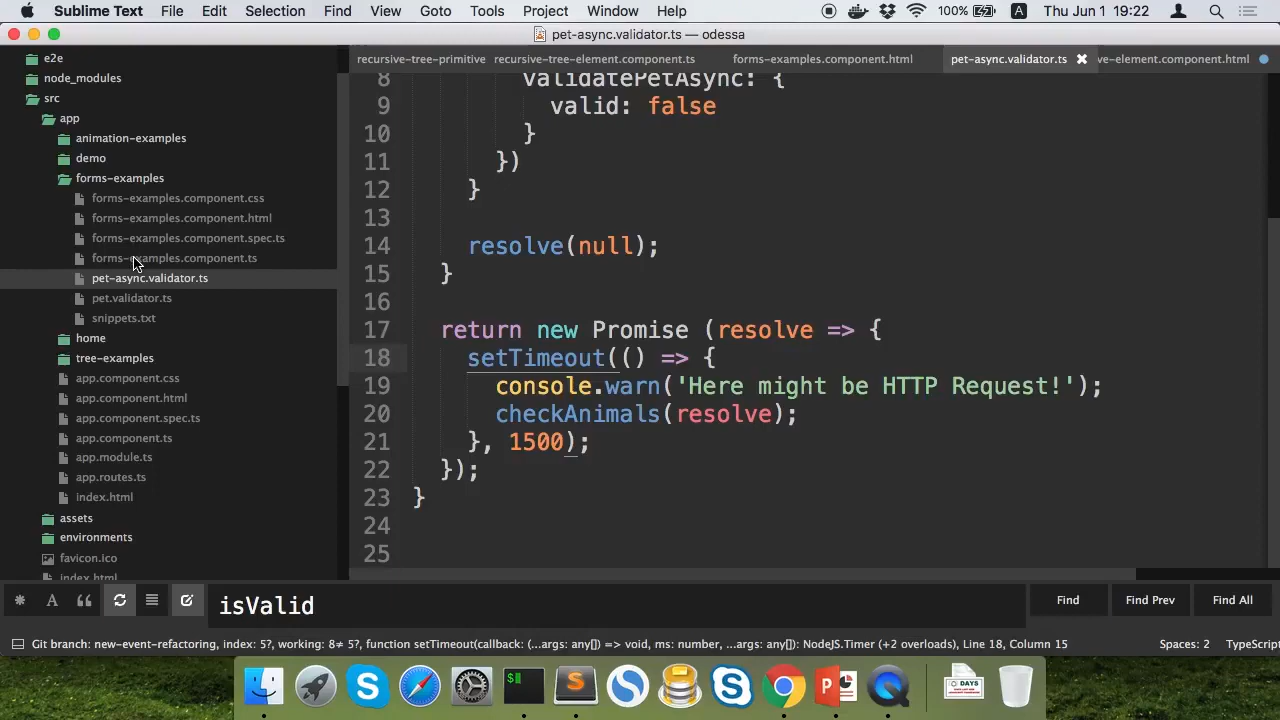 Sublime Text File Edit Selection Find View Goto Tools Project Window Help 100% A Thu Jun 1 19:22
pet-async.validator.ts — odessa
recursive-tree-primitive recursive-tree-element.component.ts forms-examples.component.html pet-async.validator.ts ve-element.component.html
e2e
node_modules
src
app
animation-examples
demo
forms-examples
forms-examples.component.css
forms-examples.component.html
forms-examples.component.spec.ts
forms-examples.component.ts
pet-async.validator.ts
pet.validator.ts
snippets.txt
home
tree-examples
app.component.css
app.component.html
app.component.spec.ts
app.component.ts
app.module.ts
app.routes.ts
index.html
assets
environments
favicon.ico
index.html
8 validatePetAsync: {
9 valid: false
10 }
11 })
12 }
13
14 resolve(null);
15 }
16
17 return new Promise (resolve => {
18 setTimeout(() => {
19 console.warn('Here might be HTTP Request!');
20 checkAnimals(resolve);
21 }, 1500);
22 });
23 }
24
25
isValid
Find Find Prev Find All
Git branch: new-event-refactoring, index: 5?, working: 8≠ 5?, function setTimeout(callback: (...args: any[]) => void, ms: number, ...args: any[]): NodeJS.Timer (+2 overloads), Line 18, Column 15 Spaces: 2 TypeScript
DAYS